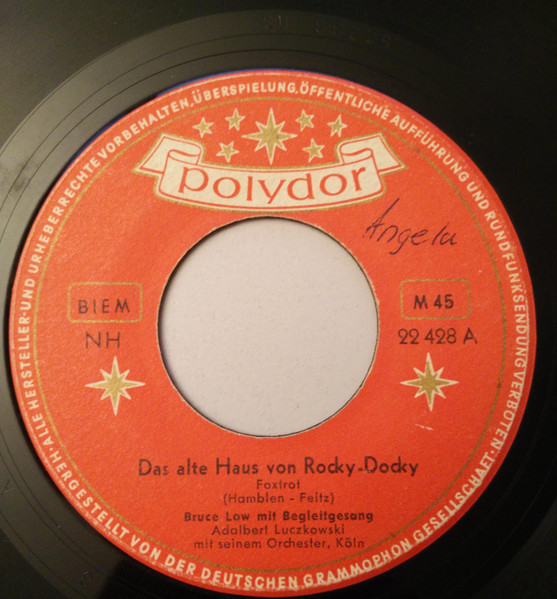 ALLE HERSTELLER- UND URHEBERRECHTE VORBEHALTEN, ÜBERSPIELUNG, ÖFFENTLICHE AUFFÜHRUNG UND RUNDFUNKSENDUNG VERBOTEN.
polydor
Angela
BIEM
M 45
NH
22 428 A
Das alte Haus von Rocky-Docky
Foxtrot
(Hamblen - Feitz)
Bruce Low mit Begleitgesang
Adalbert Luczkowski
mit seinem Orchester, Köln
HERGESTELLT VON DER DEUTSCHEN GRAMMOPHON GESELLSCHAFT